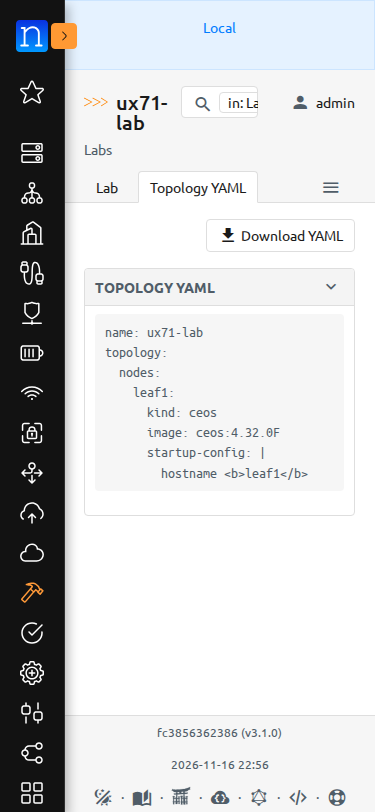 n
Local
>>> ux71-lab
in: La
admin
Labs
Lab
Topology YAML
Download YAML
TOPOLOGY YAML
name: ux71-lab
topology:
  nodes:
    leaf1:
      kind: ceos
      image: ceos:4.32.0F
      startup-config: |
        hostname <b>leaf1</b>
fc3856362386 (v3.1.0)
2026-11-16 22:56